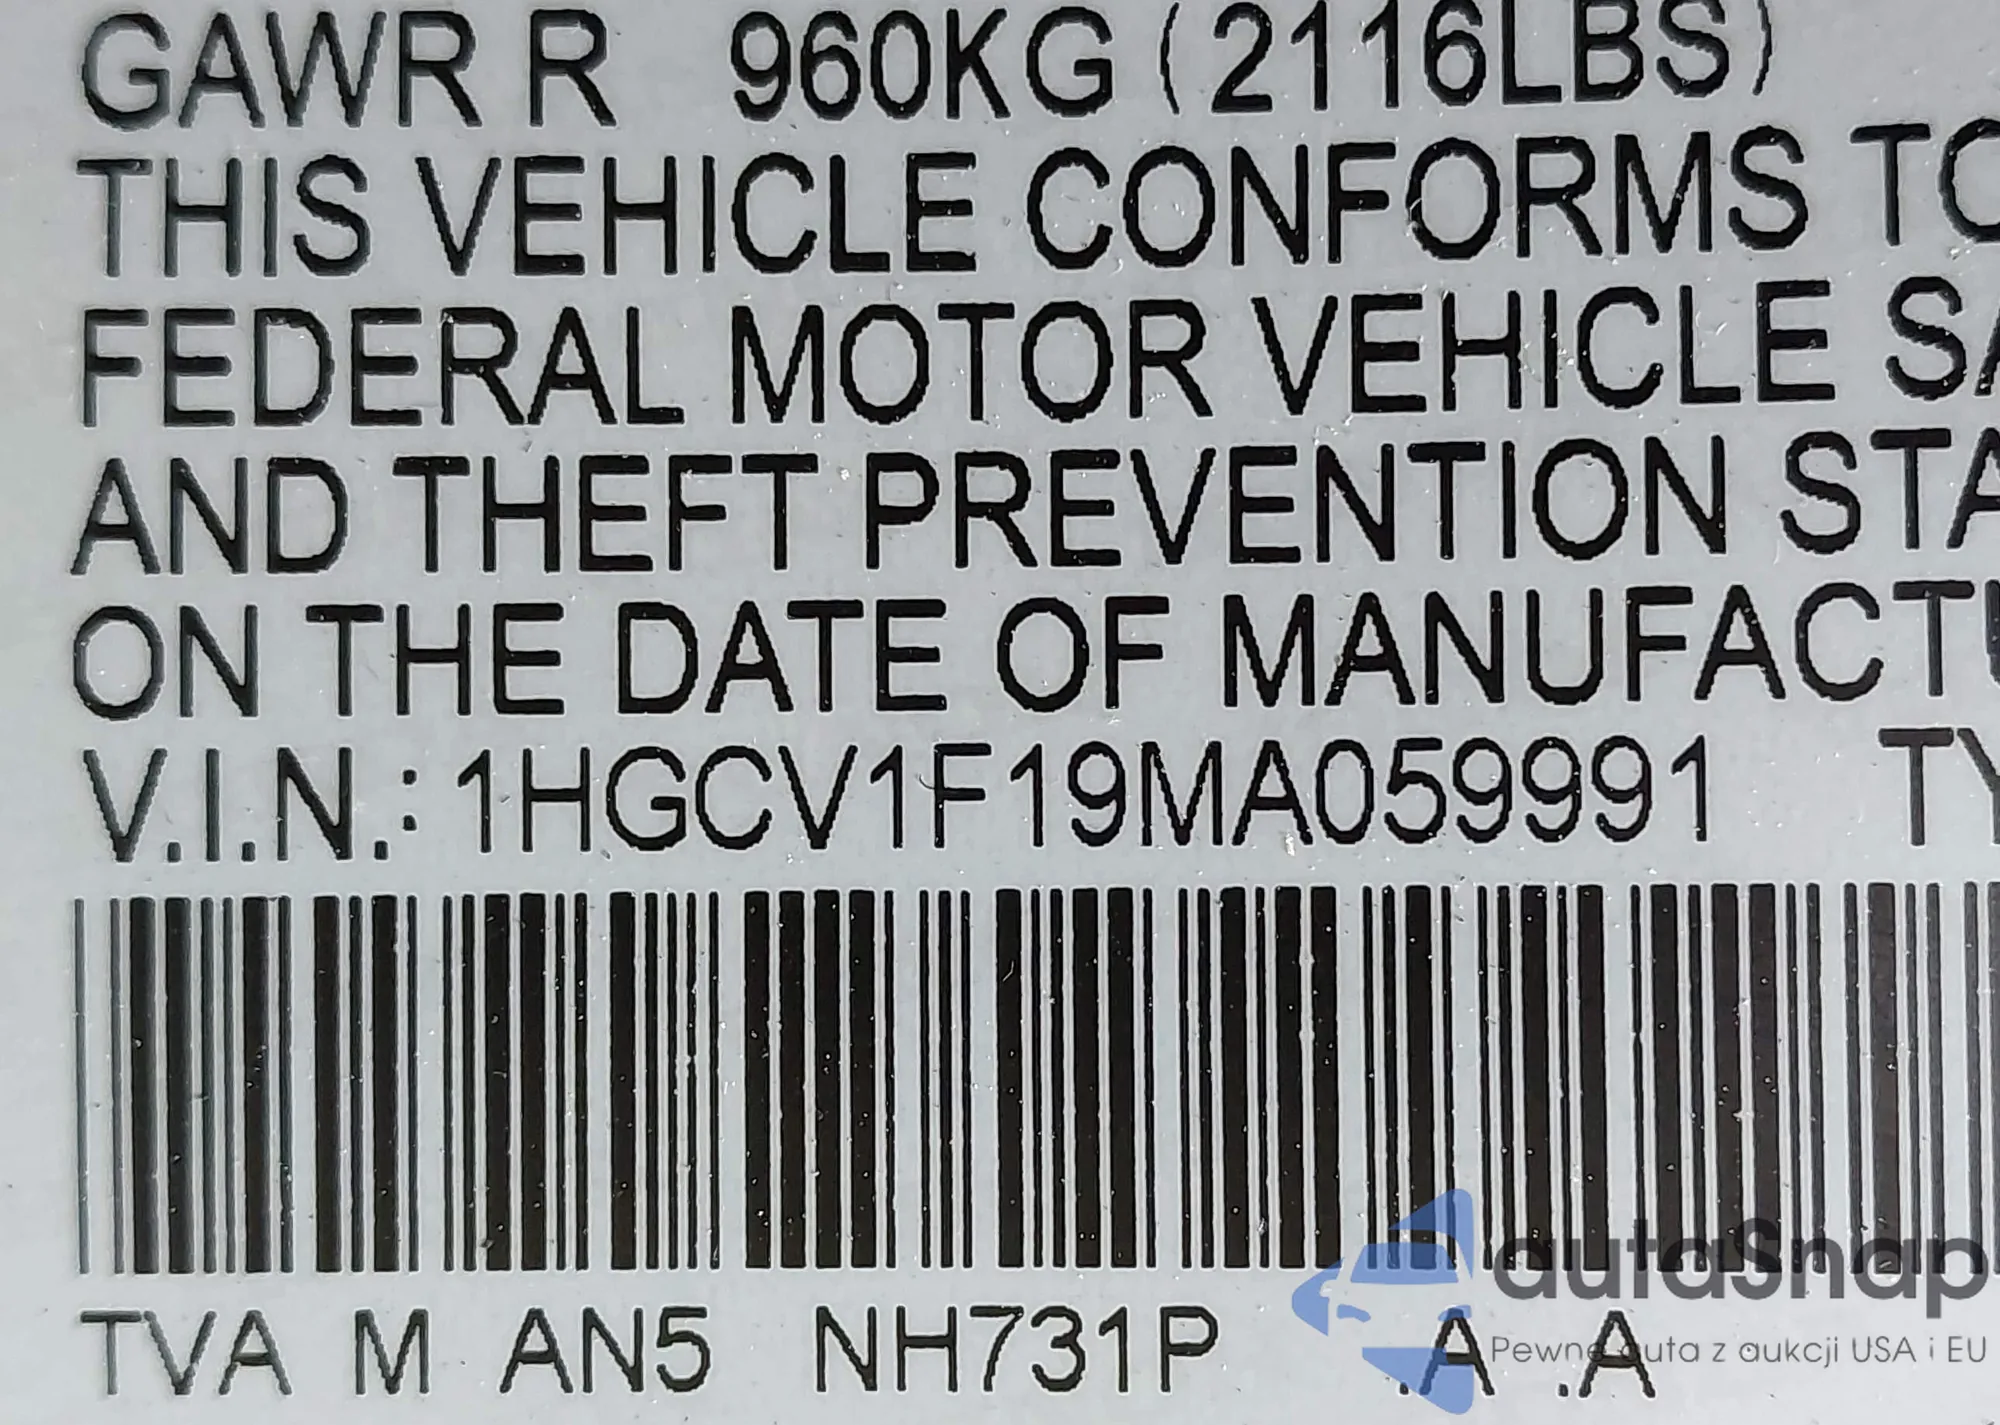 GAWR R 960KG (2116LBS)
THIS VEHICLE CONFORMS TO
FEDERAL MOTOR VEHICLE SA
AND THEFT PREVENTION STA
ON THE DATE OF MANUFACTU
V.I.N.: 1HGCV1F19MA059991 TY
TVA M AN5 NH731P .A .A
autaSnap
Pewne auta z aukcji USA i EU